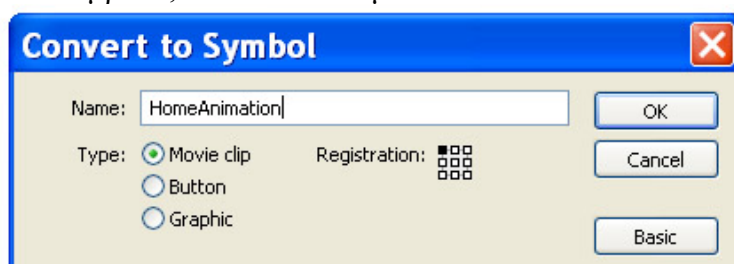 Convert to Symbol
Name: HomeAnimation
OK
Type: Movie clip Registration: Cancel
Button
Graphic
Basic